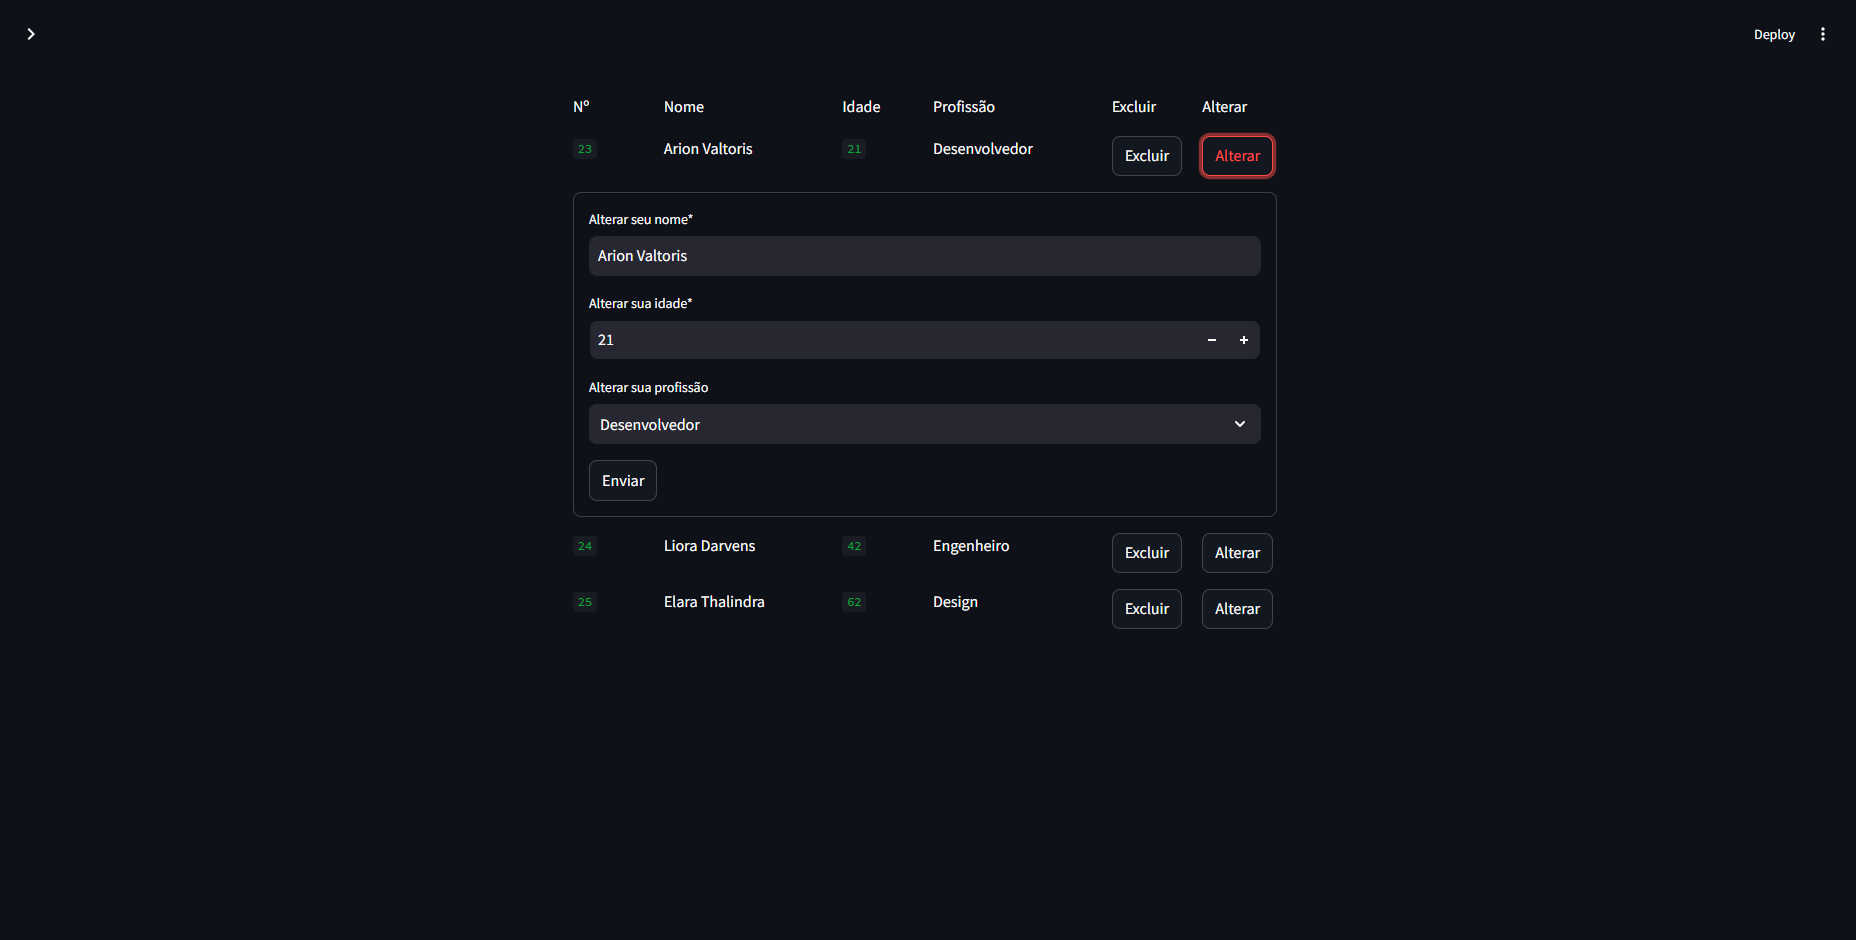 Deploy
Nº Nome Idade Profissão Excluir Alterar
23 Arion Valtoris 21 Desenvolvedor Excluir Alterar
Alterar seu nome*
Arion Valtoris
Alterar sua idade*
21 − +
Alterar sua profissão
Desenvolvedor
Enviar
24 Liora Darvens 42 Engenheiro Excluir Alterar
25 Elara Thalindra 62 Design Excluir Alterar